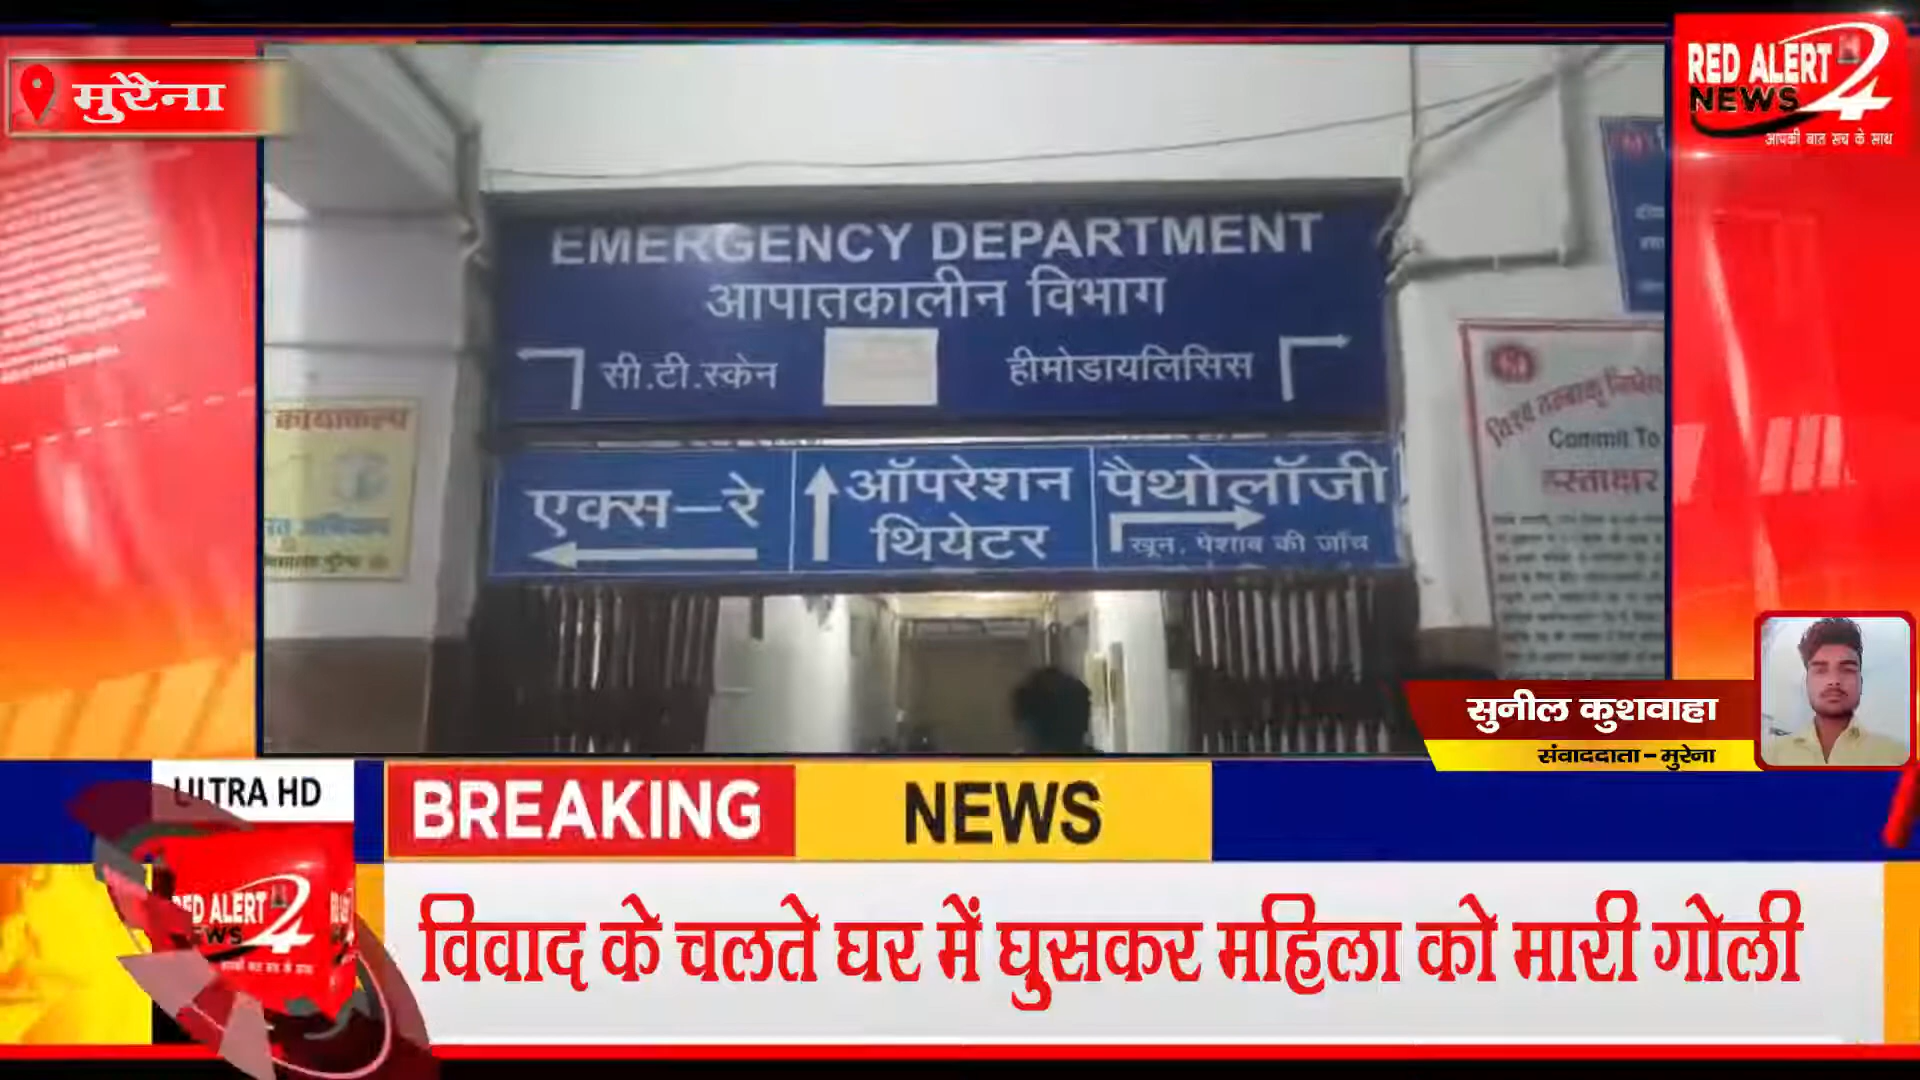 मुरैना
RED ALERT
NEWS 24
आपकी बात सच के साथ
EMERGENCY DEPARTMENT
आपातकालीन विभाग
सी.टी.स्केन
हीमोडायलिसिस
एक्स-रे
ऑपरेशन
थियेटर
पैथोलॉजी
खून, पेशाब की जॉच
कायाकल्प
विश्व तम्बाकू निषेध
Commit To
हस्ताक्षर
सुनील कुशवाहा
संवाददाता-मुरैना
ULTRA HD
BREAKING NEWS
विवाद के चलते घर में घुसकर महिला को मारी गोली